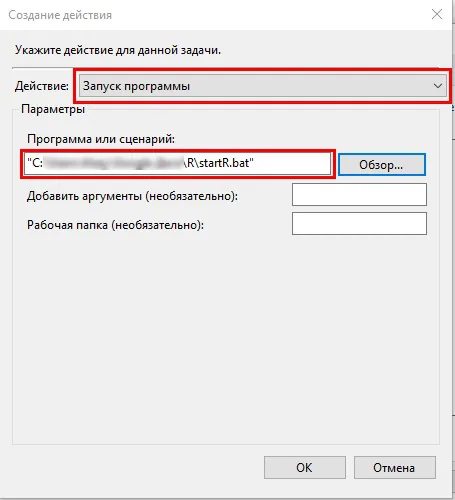 Создание действия
Укажите действие для данной задачи.
Действие: Запуск программы
Параметры
Программа или сценарий:
"C: \R\startR.bat" Обзор...
Добавить аргументы (необязательно):
Рабочая папка (необязательно):
ОК Отмена